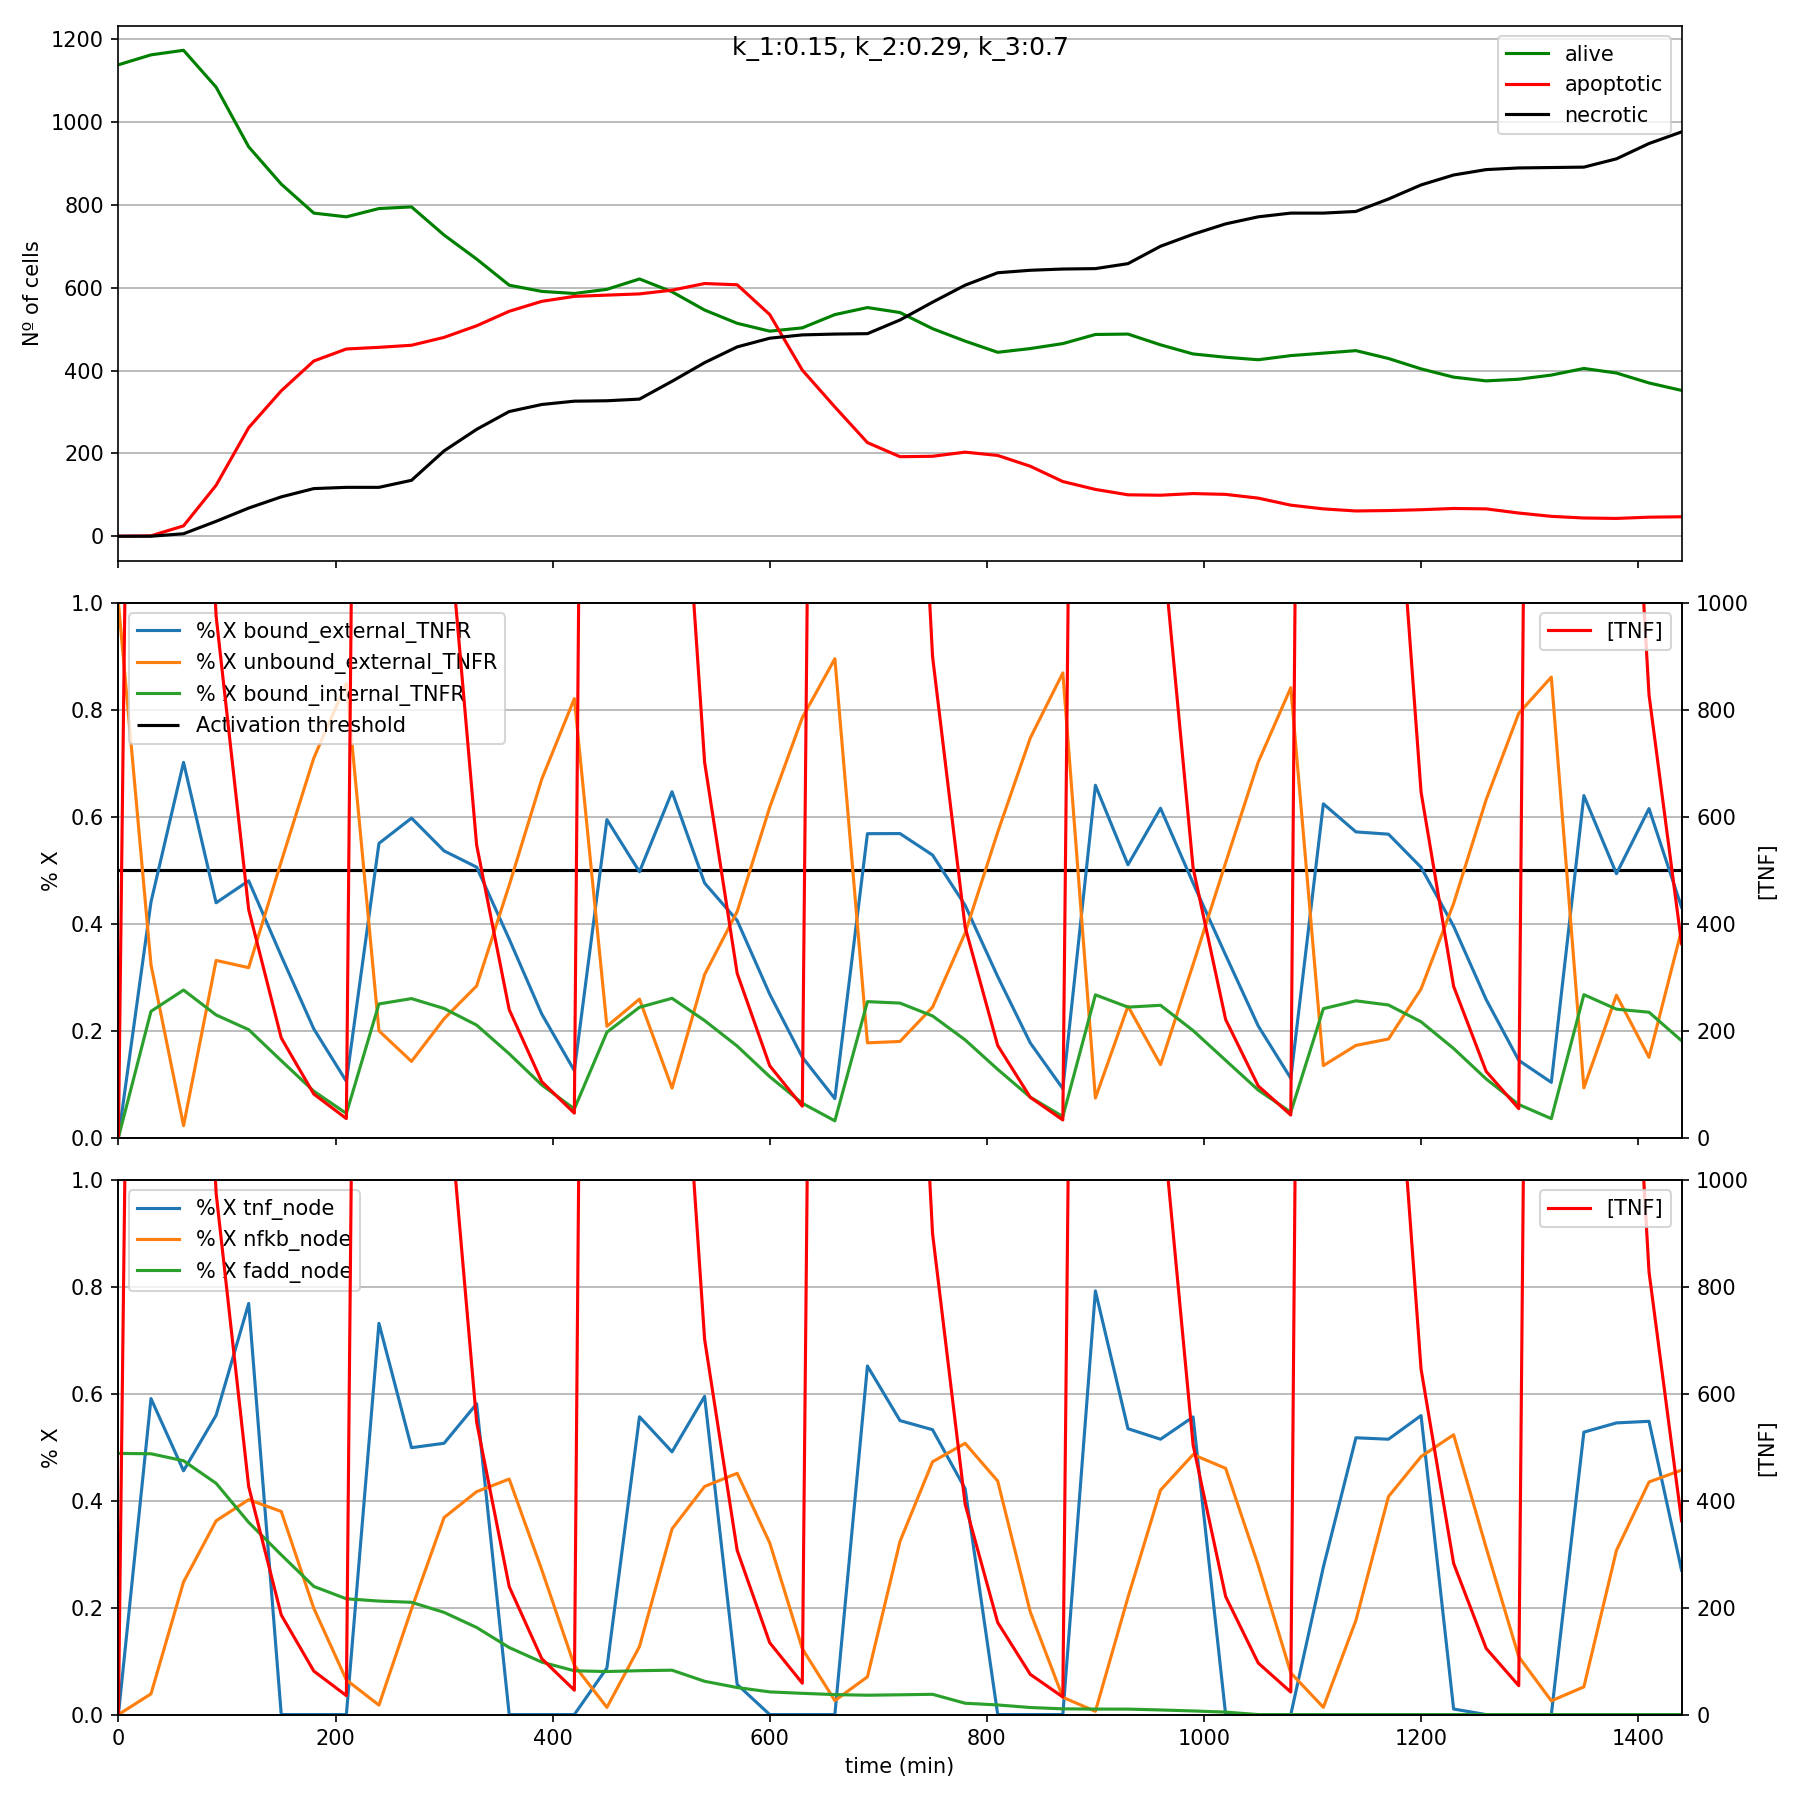 k_1:0.15, k_2:0.29, k_3:0.7
1200
1000
800
600
400
200
0
Nº of cells
alive
apoptotic
necrotic
1.0
0.8
0.6
0.4
0.2
0.0
% X
% X bound_external_TNFR
% X unbound_external_TNFR
% X bound_internal_TNFR
Activation threshold
[TNF]
1000
800
600
400
200
0
[TNF]
1.0
0.8
0.6
0.4
0.2
0.0
% X
% X tnf_node
% X nfkb_node
% X fadd_node
[TNF]
1000
800
600
400
200
0
[TNF]
0 200 400 600 800 1000 1200 1400
time (min)